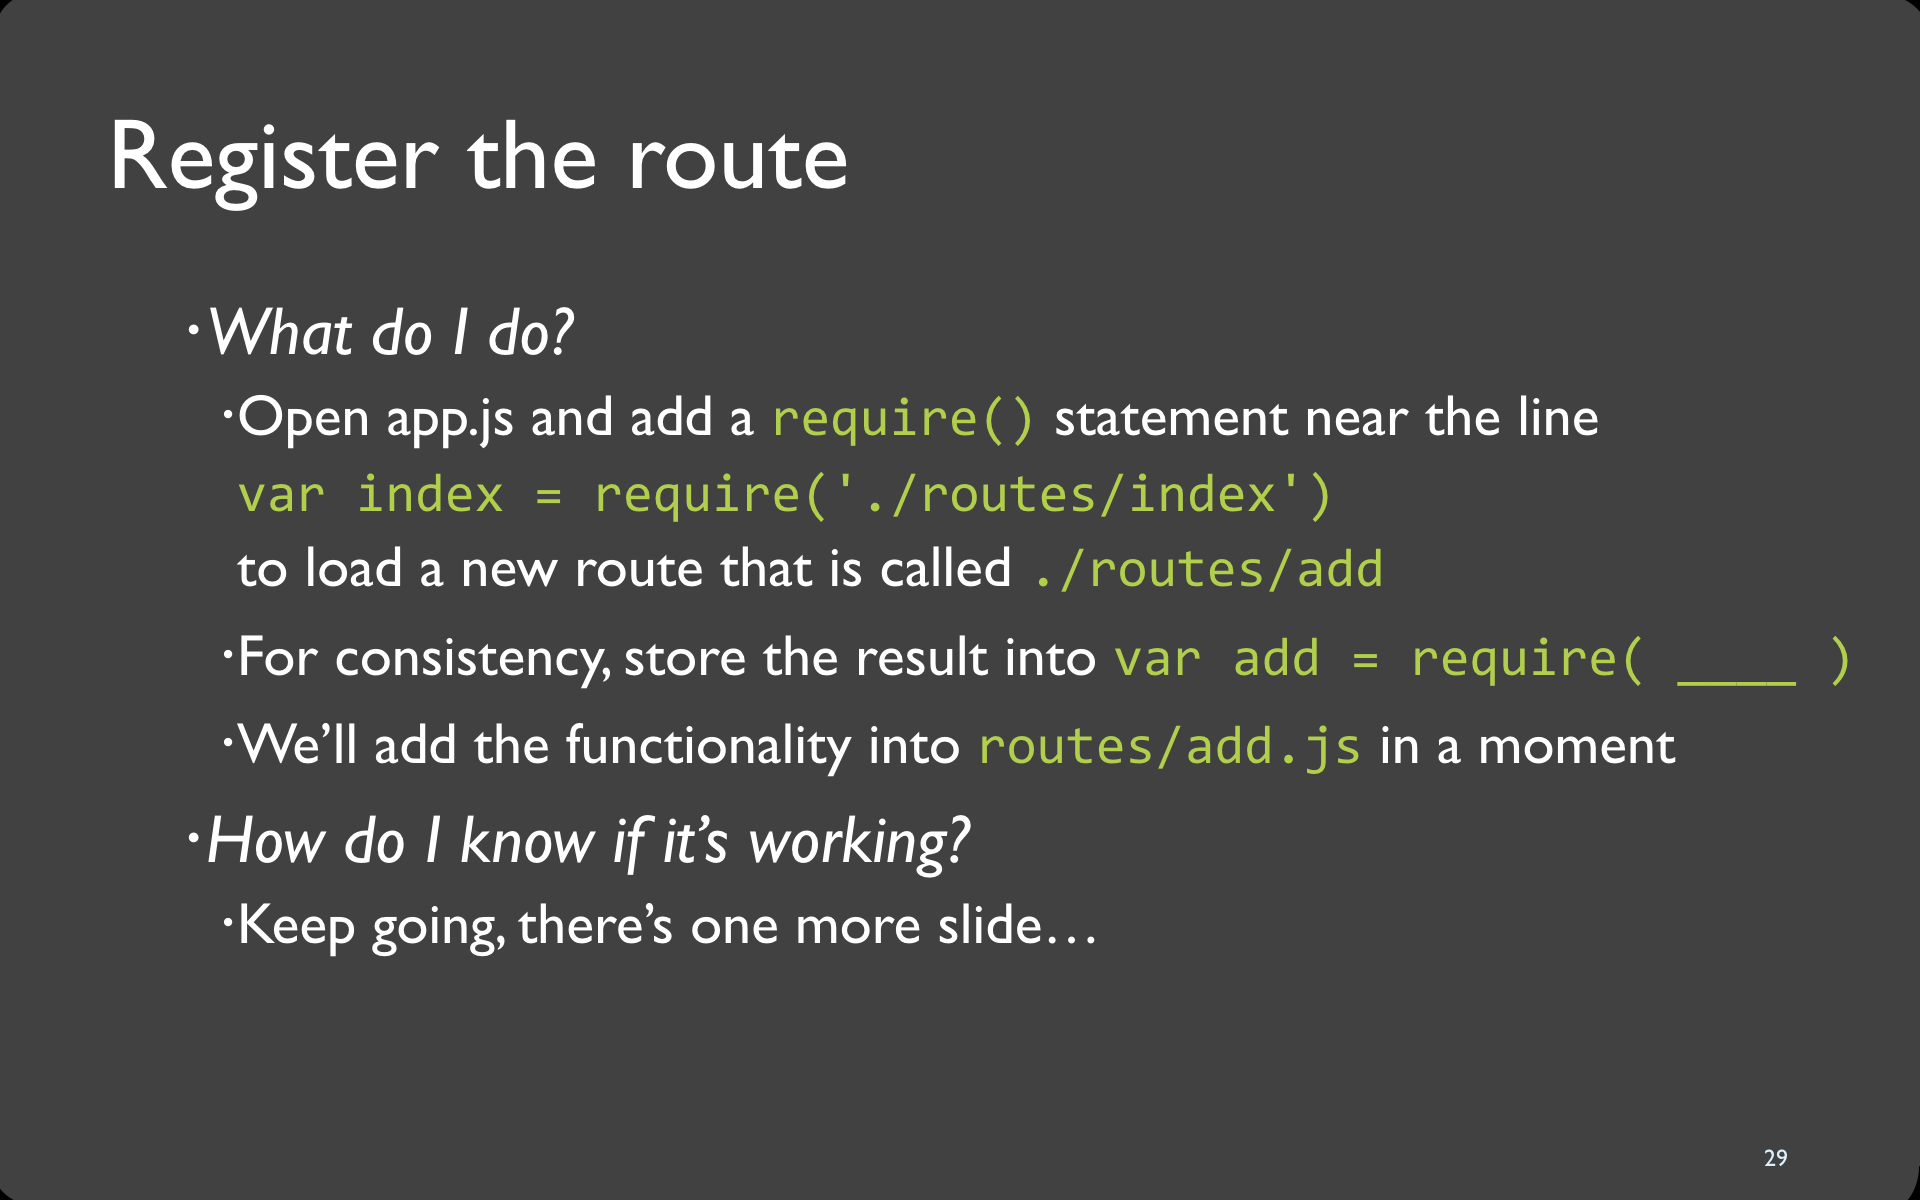 Register the route
•What do I do?
•Open app.js and add a require() statement near the line
var index = require('./routes/index')
to load a new route that is called ./routes/add
•For consistency, store the result into var add = require( ____ )
•We’ll add the functionality into routes/add.js in a moment
•How do I know if it’s working?
•Keep going, there’s one more slide…
29